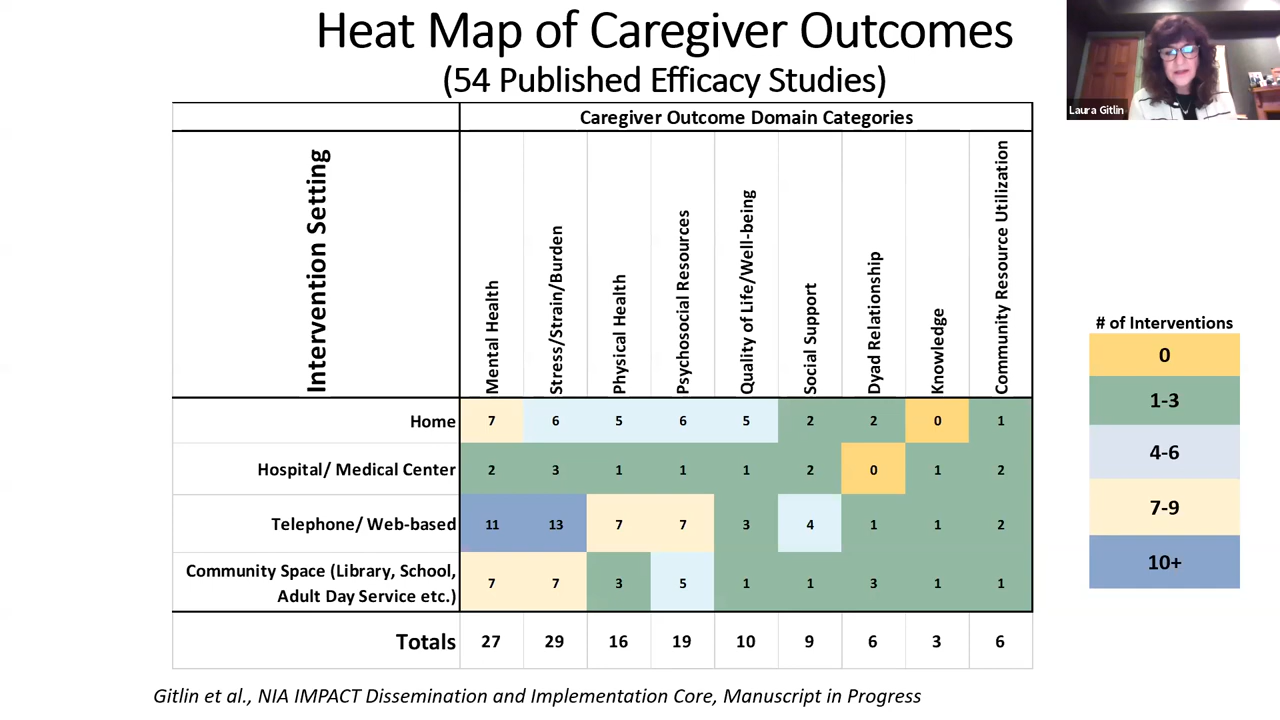 Heat Map of Caregiver Outcomes
(54 Published Efficacy Studies)
Laura Gitlin
Caregiver Outcome Domain Categories
Intervention Setting
Mental Health
Stress/Strain/Burden
Physical Health
Psychosocial Resources
Quality of Life/Well-being
Social Support
Dyad Relationship
Knowledge
Community Resource Utilization
Home 7 6 5 6 5 2 2 0 1
Hospital/ Medical Center 2 3 1 1 1 2 0 1 2
Telephone/ Web-based 11 13 7 7 3 4 1 1 2
Community Space (Library, School,
Adult Day Service etc.) 7 7 3 5 1 1 3 1 1
Totals 27 29 16 19 10 9 6 3 6
# of Interventions
0
1-3
4-6
7-9
10+
Gitlin et al., NIA IMPACT Dissemination and Implementation Core, Manuscript in Progress